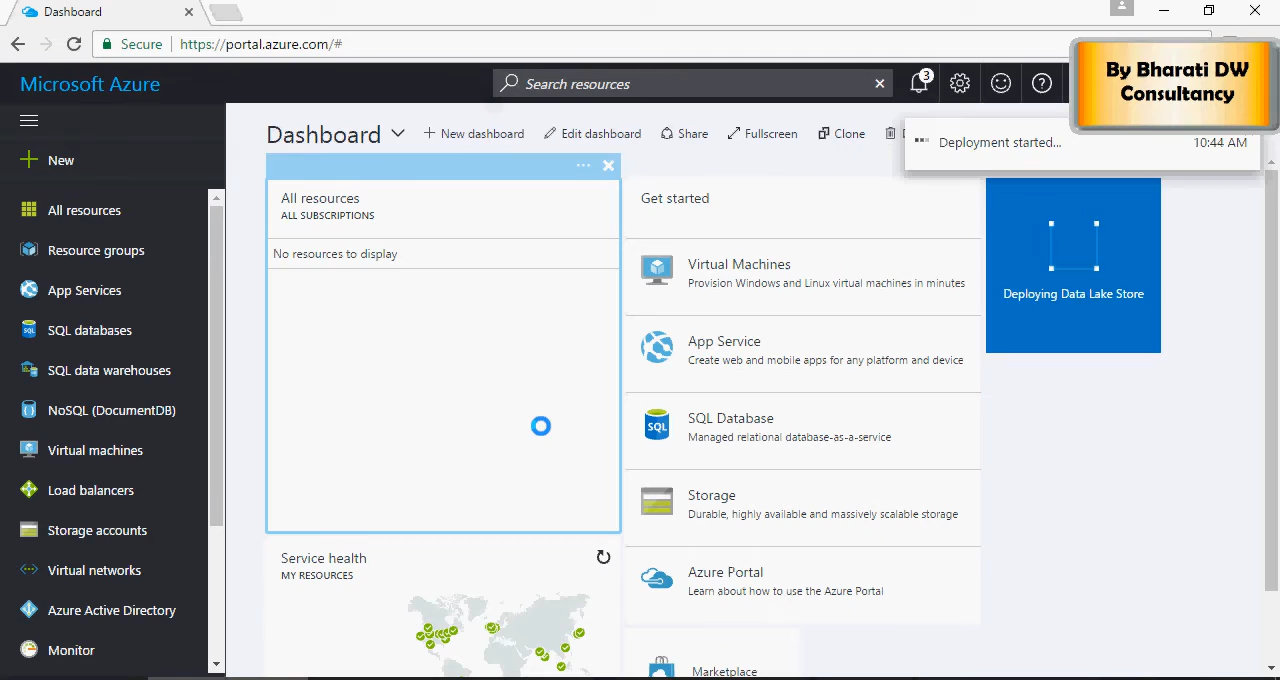 Dashboard
Secure
https://portal.azure.com/#
By Bharati DW
Consultancy
Microsoft Azure
Search resources
3
Dashboard
New dashboard
Edit dashboard
Share
Fullscreen
Clone
Deployment started...
10:44 AM
New
All resources
Resource groups
App Services
SQL databases
SQL data warehouses
NoSQL (DocumentDB)
Virtual machines
Load balancers
Storage accounts
Virtual networks
Azure Active Directory
Monitor
All resources
ALL SUBSCRIPTIONS
No resources to display
Service health
MY RESOURCES
Get started
Virtual Machines
Provision Windows and Linux virtual machines in minutes
App Service
Create web and mobile apps for any platform and device
SQL
SQL Database
Managed relational database-as-a-service
Storage
Durable, highly available and massively scalable storage
Azure Portal
Learn about how to use the Azure Portal
Marketplace
Deploying Data Lake Store